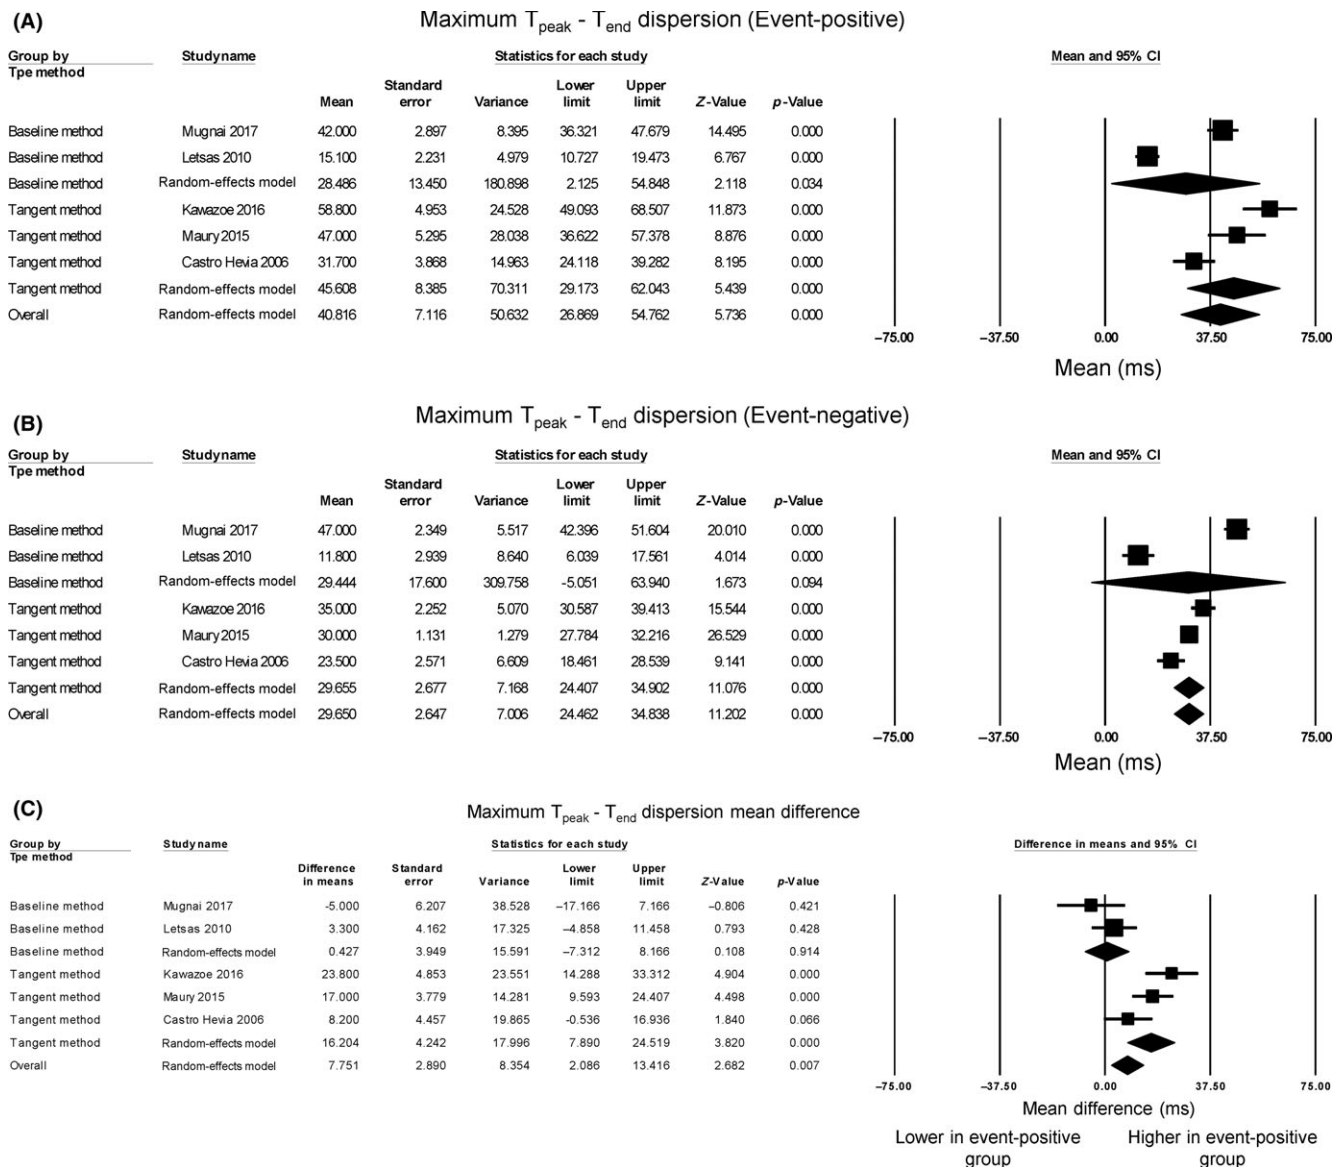 (A)
Maximum Tpeak - Tend dispersion (Event-positive)
Group by Studyname Statistics for each study Mean and 95% CI
Tpe method
Mean Standard error Variance Lower limit Upper limit Z-Value p-Value
Baseline method Mugnai 2017 42.000 2.897 8.395 36.321 47.679 14.495 0.000
Baseline method Letsas 2010 15.100 2.231 4.979 10.727 19.473 6.767 0.000
Baseline method Random-effects model 28.486 13.450 180.898 2.125 54.848 2.118 0.034
Tangent method Kawazoe 2016 58.800 4.953 24.528 49.093 68.507 11.873 0.000
Tangent method Maury 2015 47.000 5.295 28.038 36.622 57.378 8.876 0.000
Tangent method Castro Hevia 2006 31.700 3.868 14.963 24.118 39.282 8.195 0.000
Tangent method Random-effects model 45.608 8.385 70.311 29.173 62.043 5.439 0.000
Overall Random-effects model 40.816 7.116 50.632 26.869 54.762 5.736 0.000
−75.00 −37.50 0.00 37.50 75.00
Mean (ms)
(B)
Maximum Tpeak - Tend dispersion (Event-negative)
Group by Studyname Statistics for each study Mean and 95% CI
Tpe method
Mean Standard error Variance Lower limit Upper limit Z-Value p-Value
Baseline method Mugnai 2017 47.000 2.349 5.517 42.396 51.604 20.010 0.000
Baseline method Letsas 2010 11.800 2.939 8.640 6.039 17.561 4.014 0.000
Baseline method Random-effects model 29.444 17.600 309.758 -5.051 63.940 1.673 0.094
Tangent method Kawazoe 2016 35.000 2.252 5.070 30.587 39.413 15.544 0.000
Tangent method Maury 2015 30.000 1.131 1.279 27.784 32.216 26.529 0.000
Tangent method Castro Hevia 2006 23.500 2.571 6.609 18.461 28.539 9.141 0.000
Tangent method Random-effects model 29.655 2.677 7.168 24.407 34.902 11.076 0.000
Overall Random-effects model 29.650 2.647 7.006 24.462 34.838 11.202 0.000
−75.00 −37.50 0.00 37.50 75.00
Mean (ms)
(C)
Maximum Tpeak - Tend dispersion mean difference
Group by Studyname Statistics for each study Difference in means and 95% CI
Tpe method
Difference in means Standard error Variance Lower limit Upper limit Z-Value p-Value
Baseline method Mugnai 2017 -5.000 6.207 38.528 −17.166 7.166 −0.806 0.421
Baseline method Letsas 2010 3.300 4.162 17.325 −4.858 11.458 0.793 0.428
Baseline method Random-effects model 0.427 3.949 15.591 −7.312 8.166 0.108 0.914
Tangent method Kawazoe 2016 23.800 4.853 23.551 14.288 33.312 4.904 0.000
Tangent method Maury 2015 17.000 3.779 14.281 9.593 24.407 4.498 0.000
Tangent method Castro Hevia 2006 8.200 4.457 19.865 -0.536 16.936 1.840 0.066
Tangent method Random-effects model 16.204 4.242 17.996 7.890 24.519 3.820 0.000
Overall Random-effects model 7.751 2.890 8.354 2.086 13.416 2.682 0.007
−75.00 −37.50 0.00 37.50 75.00
Mean difference (ms)
Lower in event-positive group Higher in event-positive group